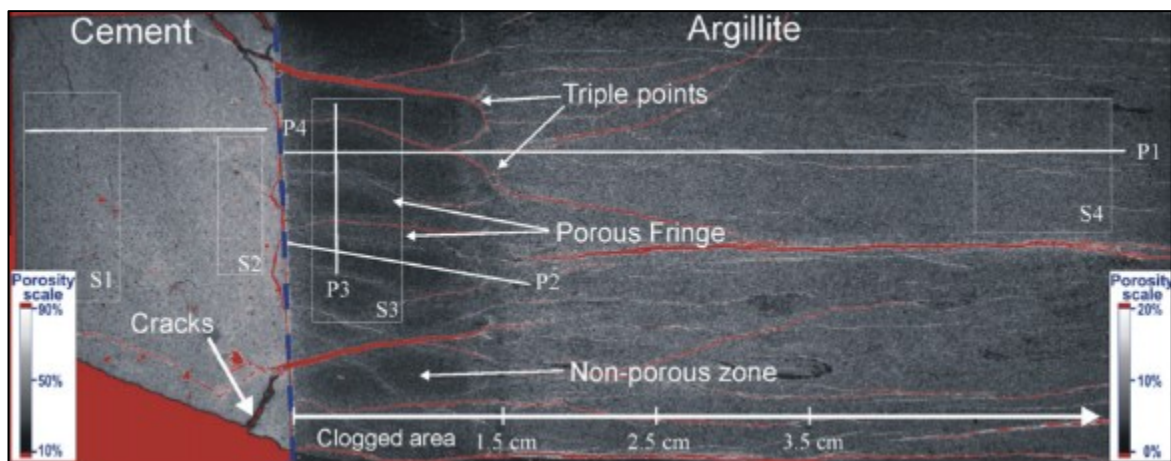 Cement
Argillite
Triple points
P4
P1
S4
Porous Fringe
S1
S2
P2
P3
S3
Porosity
scale
90%
50%
10%
Cracks
Non-porous zone
Porosity
scale
20%
10%
0%
Clogged area
1.5 cm
2.5 cm
3.5 cm